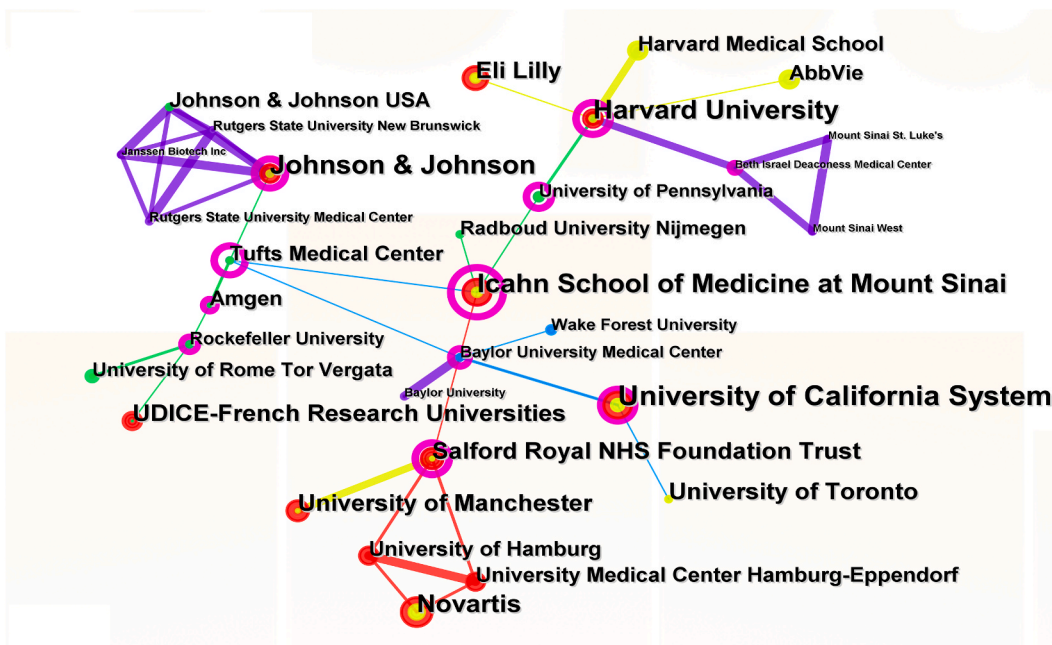 Harvard Medical School
Eli Lilly
AbbVie
Johnson & Johnson USA
Harvard University
Rutgers State University New Brunswick
Mount Sinai St. Luke's
Janssen Biotech Inc
Johnson & Johnson
Beth Israel Deaconess Medical Center
University of Pennsylvania
Rutgers State University Medical Center
Radboud University Nijmegen
Mount Sinai West
Tufts Medical Center
Icahn School of Medicine at Mount Sinai
Amgen
Wake Forest University
Rockefeller University
Baylor University Medical Center
University of Rome Tor Vergata
Baylor University
University of California System
UDICE-French Research Universities
Salford Royal NHS Foundation Trust
University of Toronto
University of Manchester
University of Hamburg
University Medical Center Hamburg-Eppendorf
Novartis